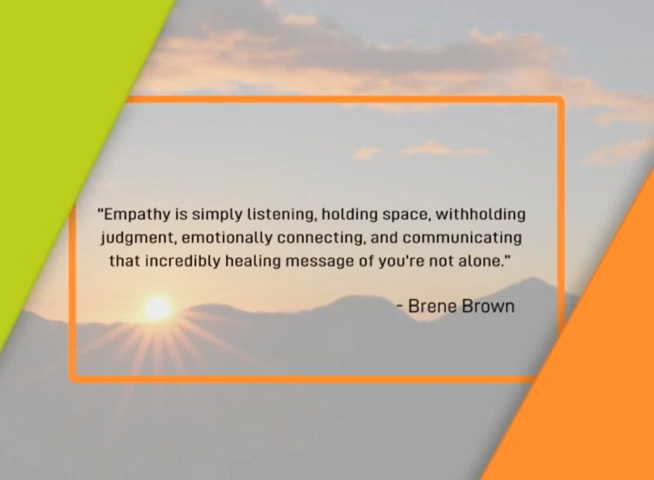 "Empathy is simply listening, holding space, withholding
judgment, emotionally connecting, and communicating
that incredibly healing message of you're not alone."
- Brene Brown